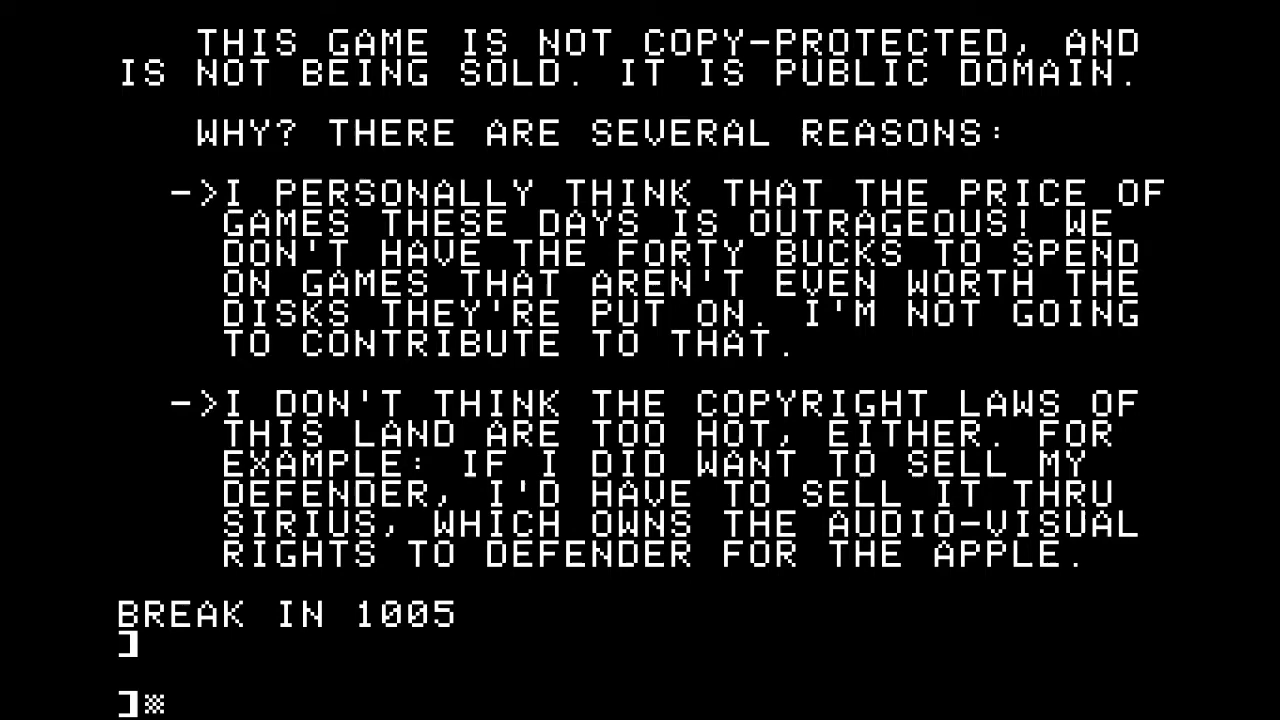 THIS GAME IS NOT COPY-PROTECTED, AND
IS NOT BEING SOLD. IT IS PUBLIC DOMAIN.
WHY? THERE ARE SEVERAL REASONS:
->I PERSONALLY THINK THAT THE PRICE OF
GAMES THESE DAYS IS OUTRAGEOUS! WE
DON'T HAVE THE FORTY BUCKS TO SPEND
ON GAMES THAT AREN'T EVEN WORTH THE
DISKS THEY'RE PUT ON. I'M NOT GOING
TO CONTRIBUTE TO THAT.
->I DON'T THINK THE COPYRIGHT LAWS OF
THIS LAND ARE TOO HOT, EITHER. FOR
EXAMPLE: IF I DID WANT TO SELL MY
DEFENDER, I'D HAVE TO SELL IT THRU
SIRIUS, WHICH OWNS THE AUDIO-VISUAL
RIGHTS TO DEFENDER FOR THE APPLE.
BREAK IN 1005
]
]